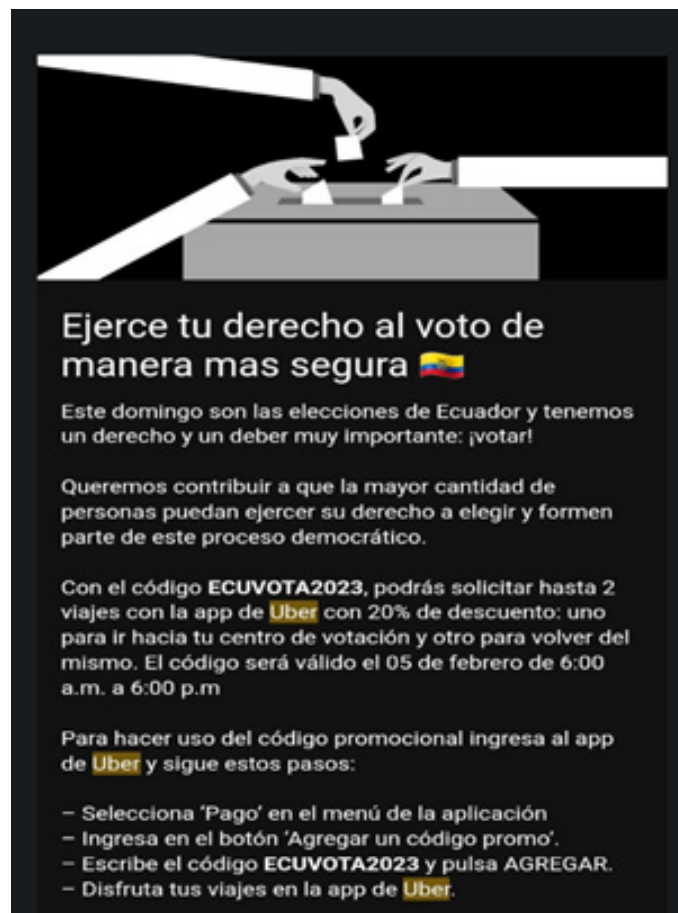 Ejerce tu derecho al voto de
manera mas segura 🇪🇨
Este domingo son las elecciones de Ecuador y tenemos
un derecho y un deber muy importante: ¡votar!
Queremos contribuir a que la mayor cantidad de
personas puedan ejercer su derecho a elegir y formen
parte de este proceso democrático.
Con el código ECUVOTA2023, podrás solicitar hasta 2
viajes con la app de Uber con 20% de descuento: uno
para ir hacia tu centro de votación y otro para volver del
mismo. El código será válido el 05 de febrero de 6:00
a.m. a 6:00 p.m
Para hacer uso del código promocional ingresa al app
de Uber y sigue estos pasos:
– Selecciona ‘Pago’ en el menú de la aplicación
– Ingresa en el botón ‘Agregar un código promo’.
– Escribe el código ECUVOTA2023 y pulsa AGREGAR.
– Disfruta tus viajes en la app de Uber.